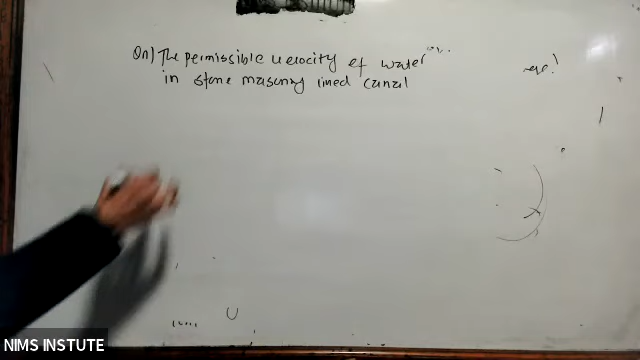 Qn) The permissible velocity of water
in stone masonry lined canal
U
NIMS INSTUTE